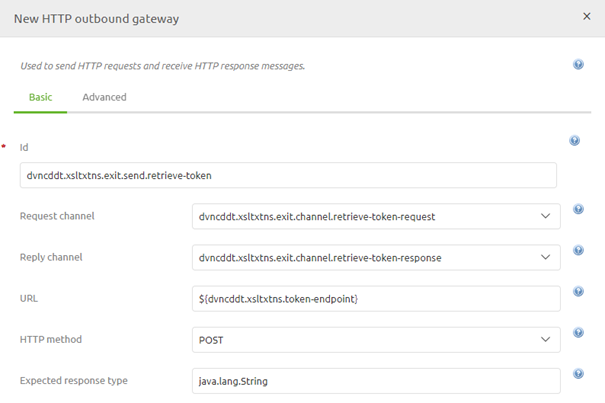 New HTTP outbound gateway
Used to send HTTP requests and receive HTTP response messages.
Basic Advanced
* Id
dvncddt.xsltxtns.exit.send.retrieve-token
Request channel dvncddt.xsltxtns.exit.channel.retrieve-token-request
Reply channel dvncddt.xsltxtns.exit.channel.retrieve-token-response
URL ${dvncddt.xsltxtns.token-endpoint}
HTTP method POST
Expected response type java.lang.String